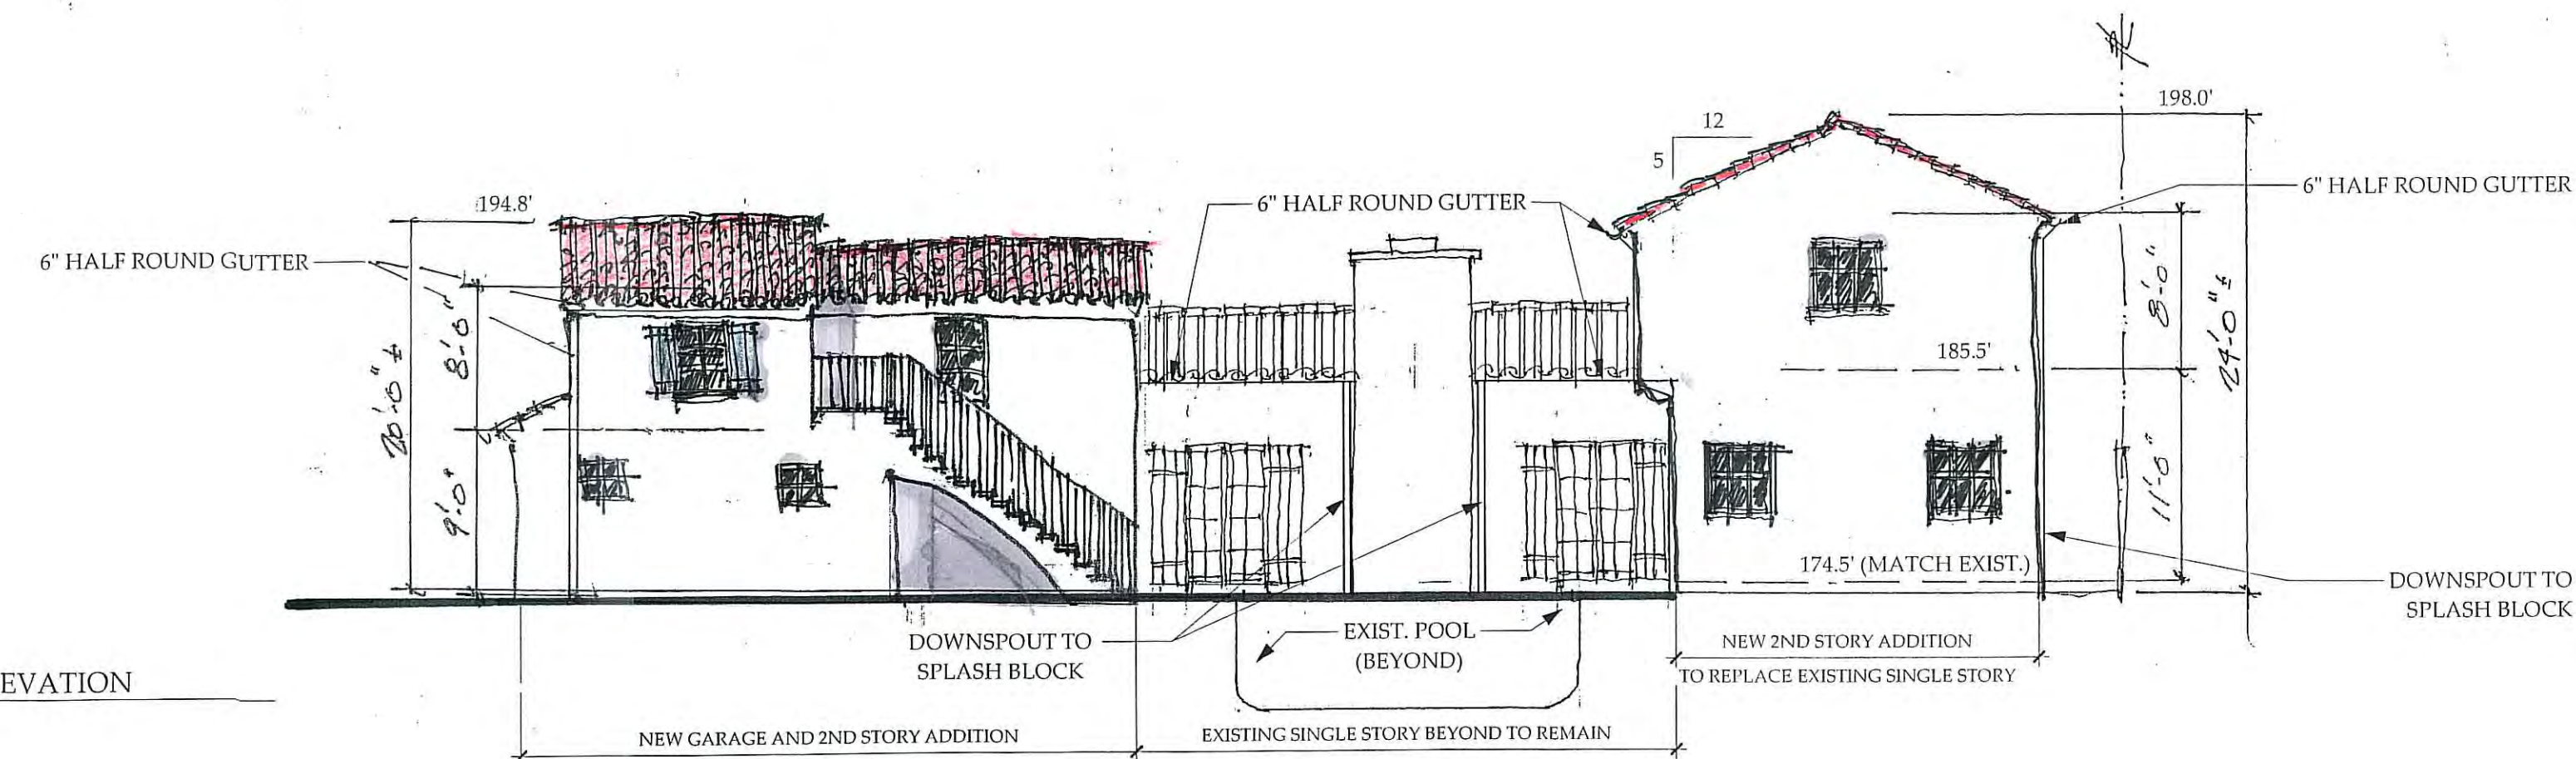 198.0'
12
5
6" HALF ROUND GUTTER
194.8'
6" HALF ROUND GUTTER
6" HALF ROUND GUTTER
8'-0"
20'-0" ±
8'-0"
24'-0" ±
185.5'
9'-0"
11'-0"
174.5' (MATCH EXIST.)
DOWNSPOUT TO
SPLASH BLOCK
DOWNSPOUT TO
SPLASH BLOCK
EXIST. POOL
(BEYOND)
NEW 2ND STORY ADDITION
TO REPLACE EXISTING SINGLE STORY
EVATION
NEW GARAGE AND 2ND STORY ADDITION
EXISTING SINGLE STORY BEYOND TO REMAIN